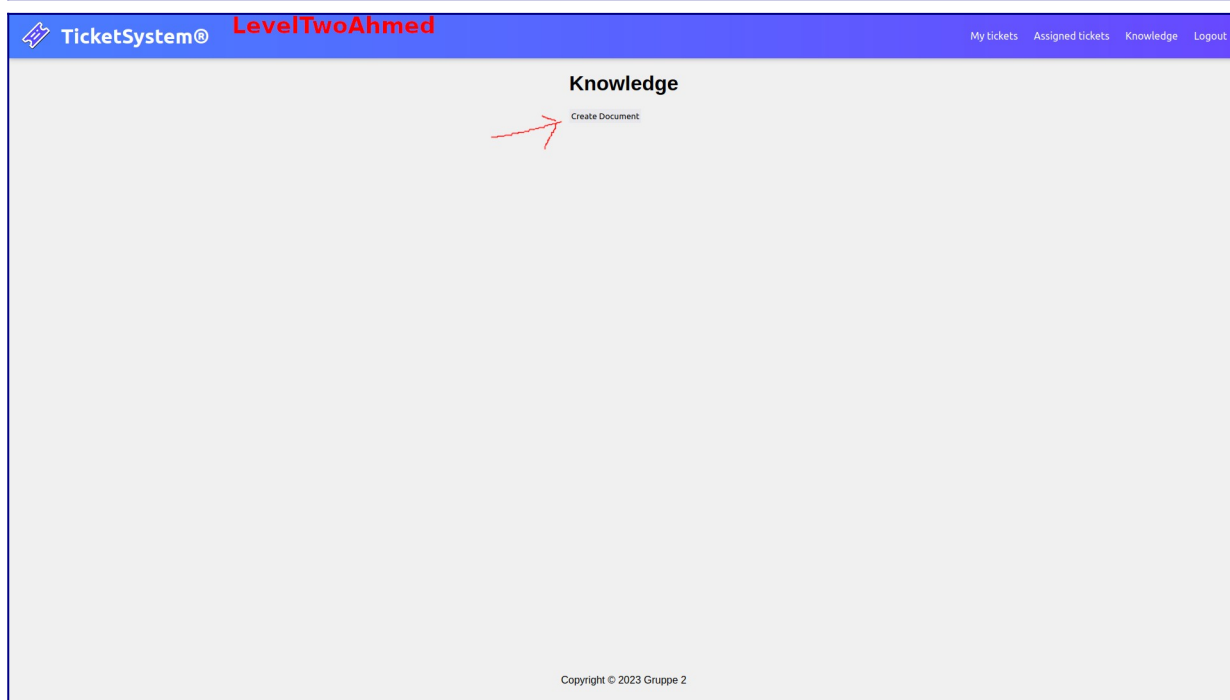 TicketSystem® LevelTwoAhmed My tickets Assigned tickets Knowledge Logout
Knowledge
Create Document
Copyright © 2023 Gruppe 2